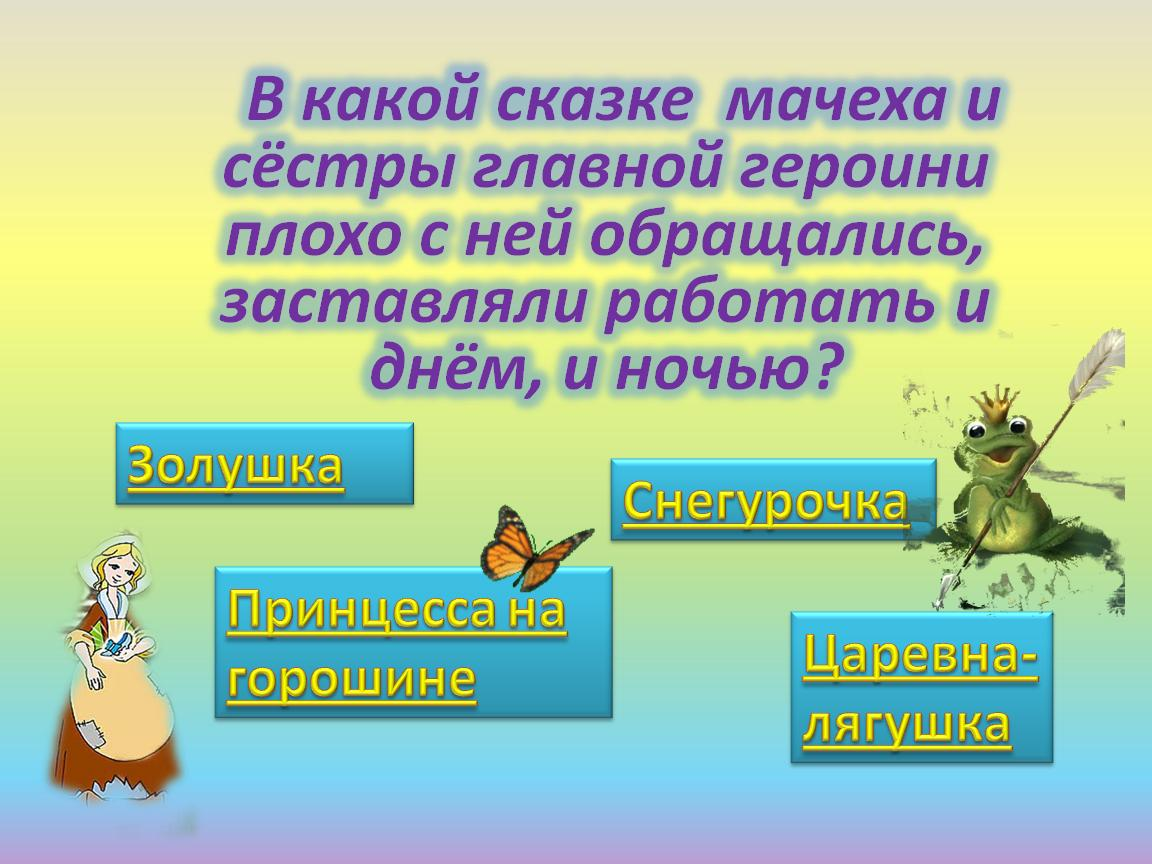 В какой сказке мачеха и
сёстры главной героини
плохо с ней обращались,
заставляли работать и
днём, и ночью?
Золушка
Снегурочка
Принцесса на
горошине
Царевна-
лягушка